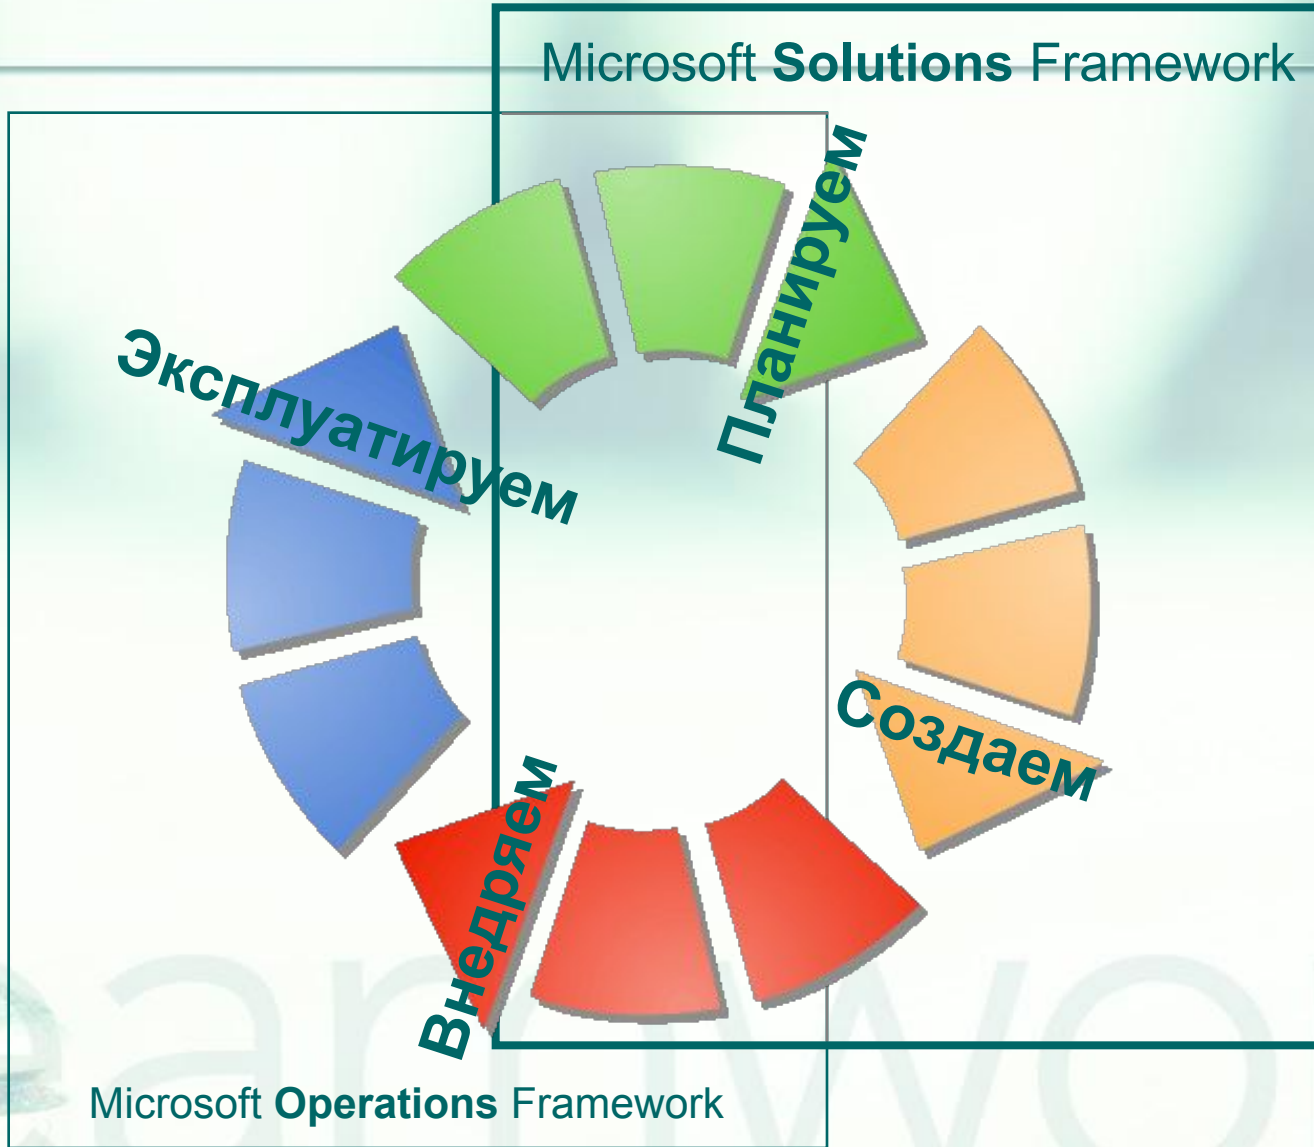 Microsoft Solutions Framework
Планируем
Эксплуатируем
Создаем
Внедряем
Microsoft Operations Framework